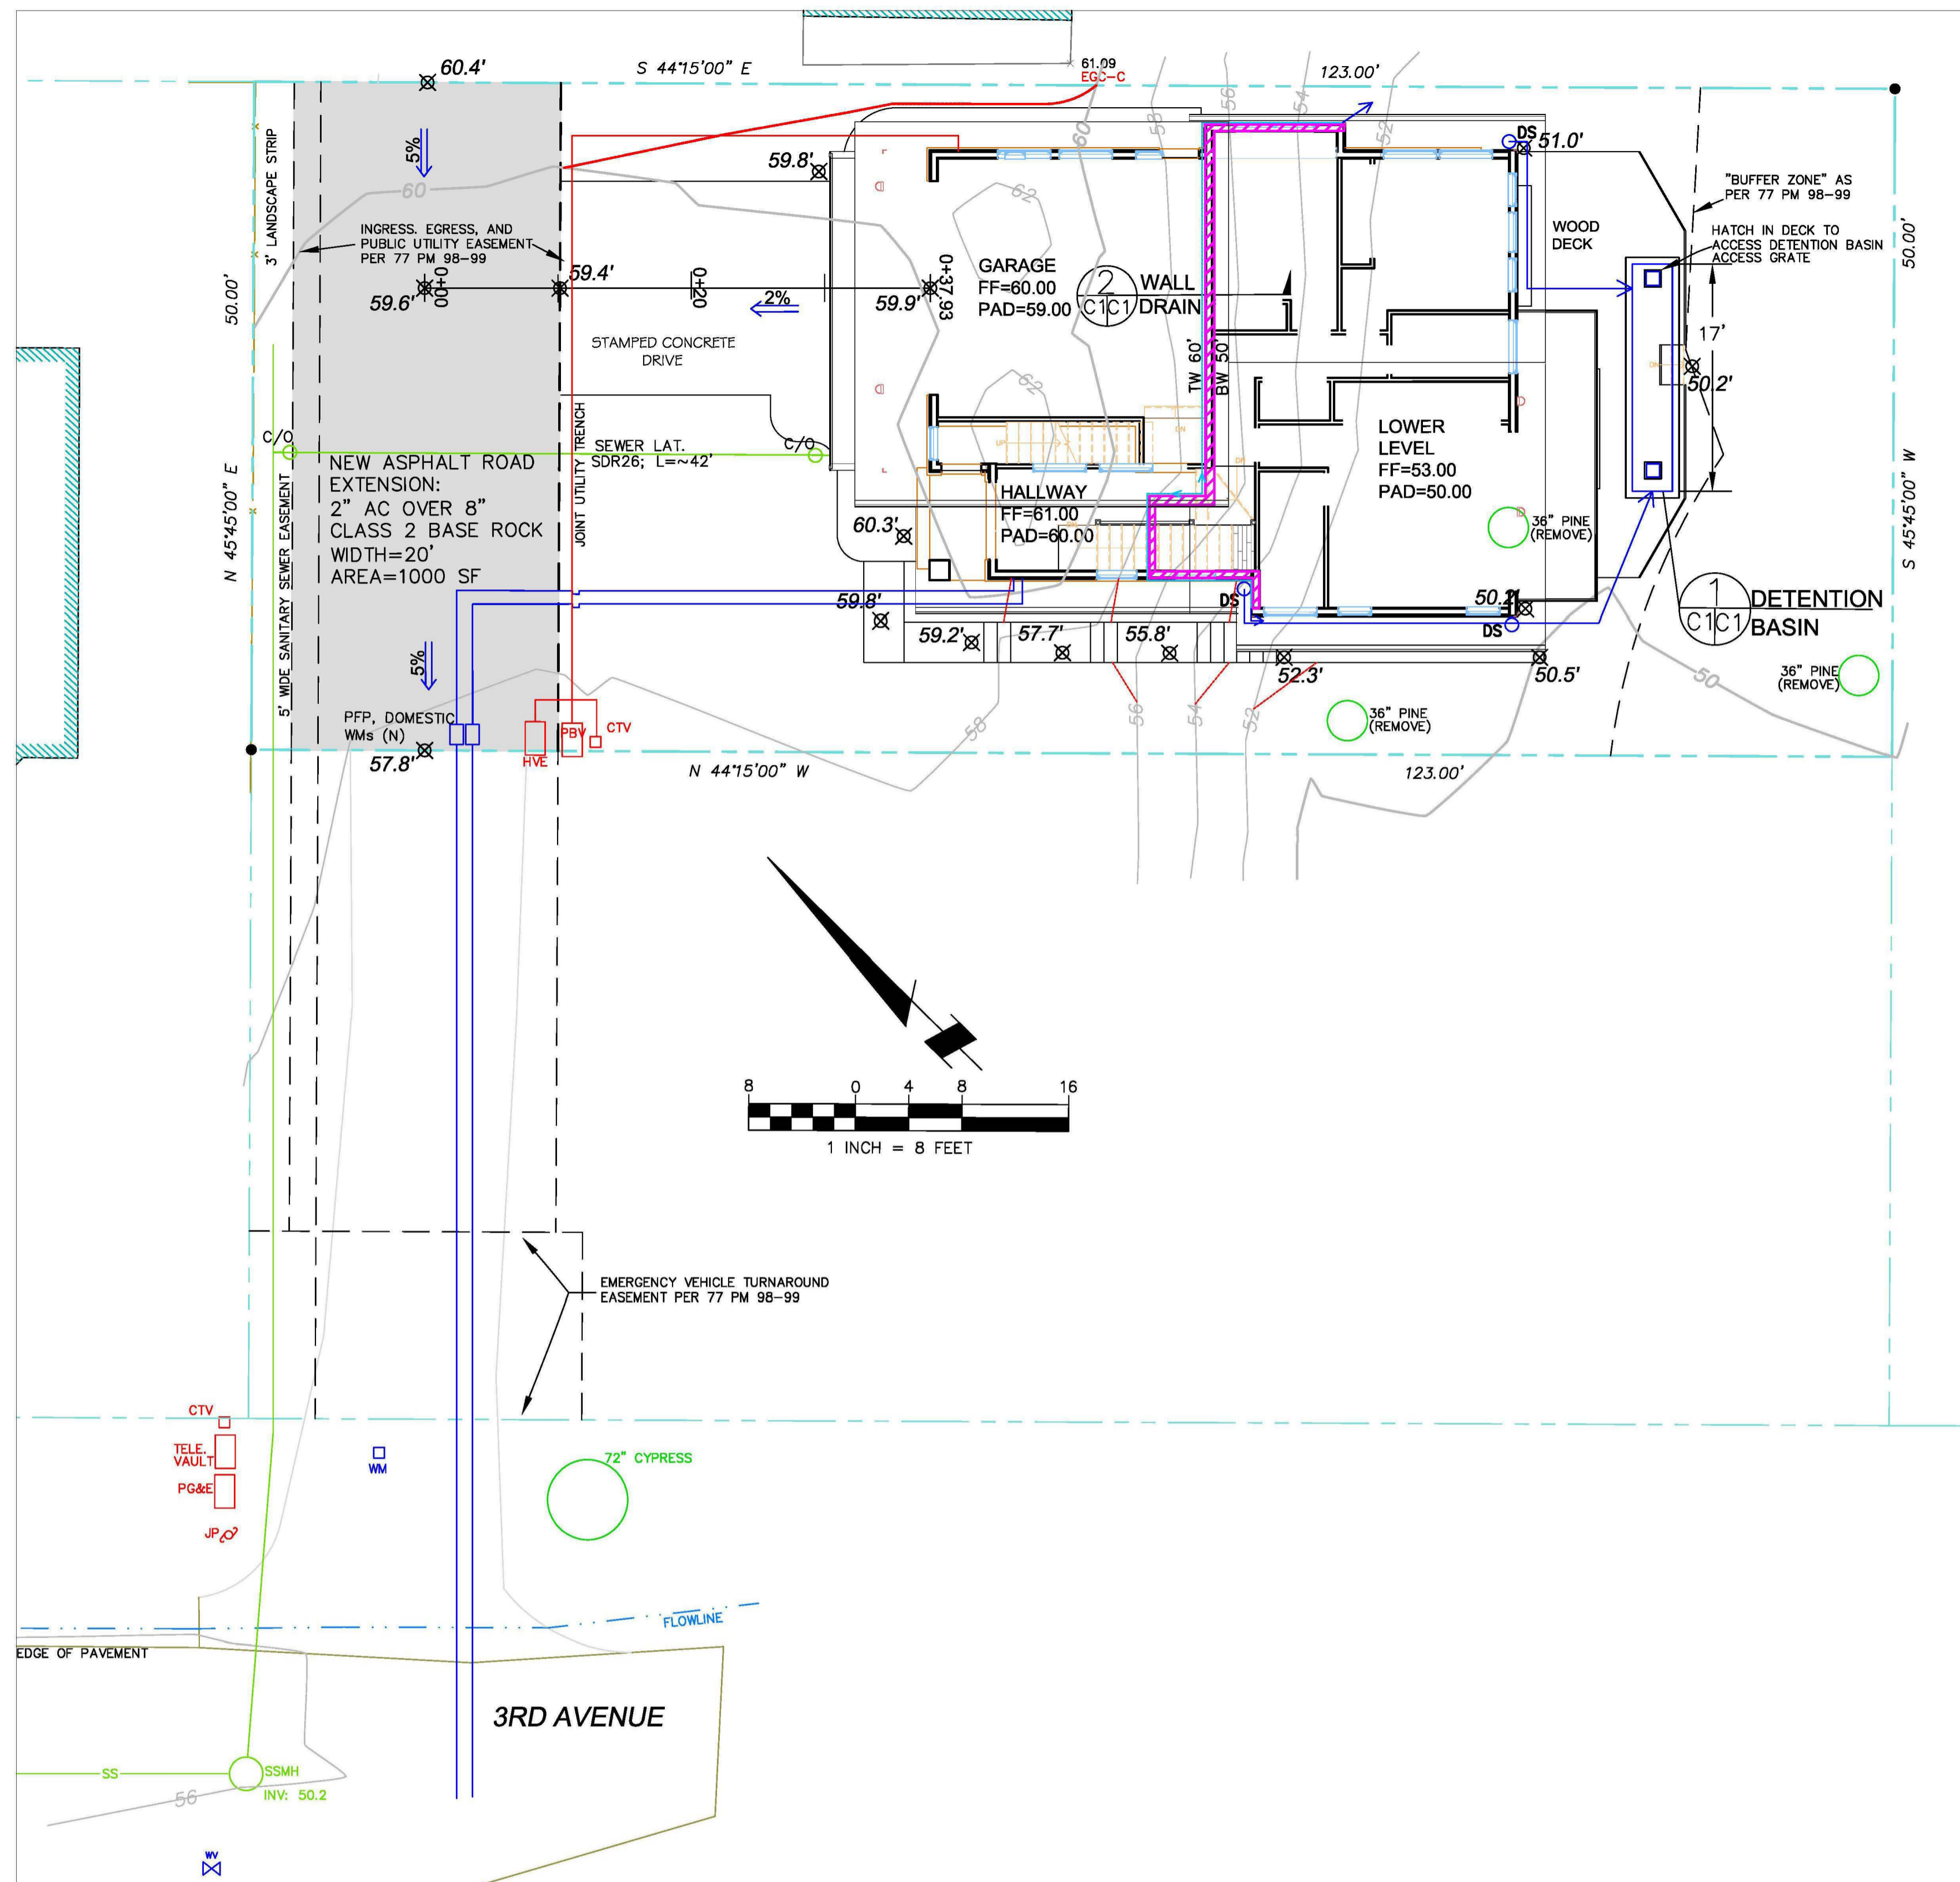 60.4'
S 44°15'00" E
61.09
EGC-C
123.00'
3' LANDSCAPE STRIP
5%
60
INGRESS. EGRESS, AND
PUBLIC UTILITY EASEMENT
PER 77 PM 98-99
59.8'
62
60
58
56
54
52
DS
51.0'
"BUFFER ZONE" AS
PER 77 PM 98-99
WOOD
DECK
HATCH IN DECK TO
ACCESS DETENTION BASIN
ACCESS GRATE
50.00'
50.00'
59.6'
0+00
59.4'
0+20
2%
59.9'
0+37.93
GARAGE
FF=60.00
PAD=59.00
2
C1 C1
WALL
DRAIN
17'
STAMPED CONCRETE
DRIVE
TW 60'
BW 50'
62
DN
50.2'
JOINT UTILITY TRENCH
C/O
SEWER LAT.
SDR26; L=~42'
C/O
UP
DN
DN
LOWER
LEVEL
FF=53.00
PAD=50.00
N 45°45'00" E
S 45°45'00" W
NEW ASPHALT ROAD
EXTENSION:
2" AC OVER 8"
CLASS 2 BASE ROCK
WIDTH=20'
AREA=1000 SF
5' WIDE SANITARY SEWER EASEMENT
HALLWAY
FF=61.00
PAD=60.00
60.3'
36" PINE
(REMOVE)
59.8'
DS
50.2'
DS
1
C1 C1
DETENTION
BASIN
59.2'
57.7'
55.8'
52.3'
50.5'
5%
50
36" PINE
(REMOVE)
PFP, DOMESTIC
WMs (N)
57.8'
HVE
PBV
CTV
58
56
54
52
36" PINE
(REMOVE)
N 44°15'00" W
123.00'
8 0 4 8 16
1 INCH = 8 FEET
EMERGENCY VEHICLE TURNAROUND
EASEMENT PER 77 PM 98-99
CTV
TELE.
VAULT
PG&E
JP
WM
72" CYPRESS
FLOWLINE
EDGE OF PAVEMENT
3RD AVENUE
SS
SSMH
INV: 50.2
56
WV